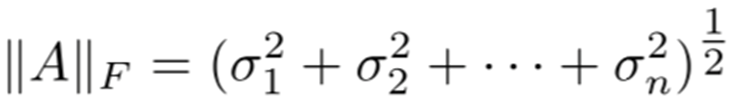 ‖A‖_F = (σ_1^2 + σ_2^2 + ⋯ + σ_n^2)^{1/2}